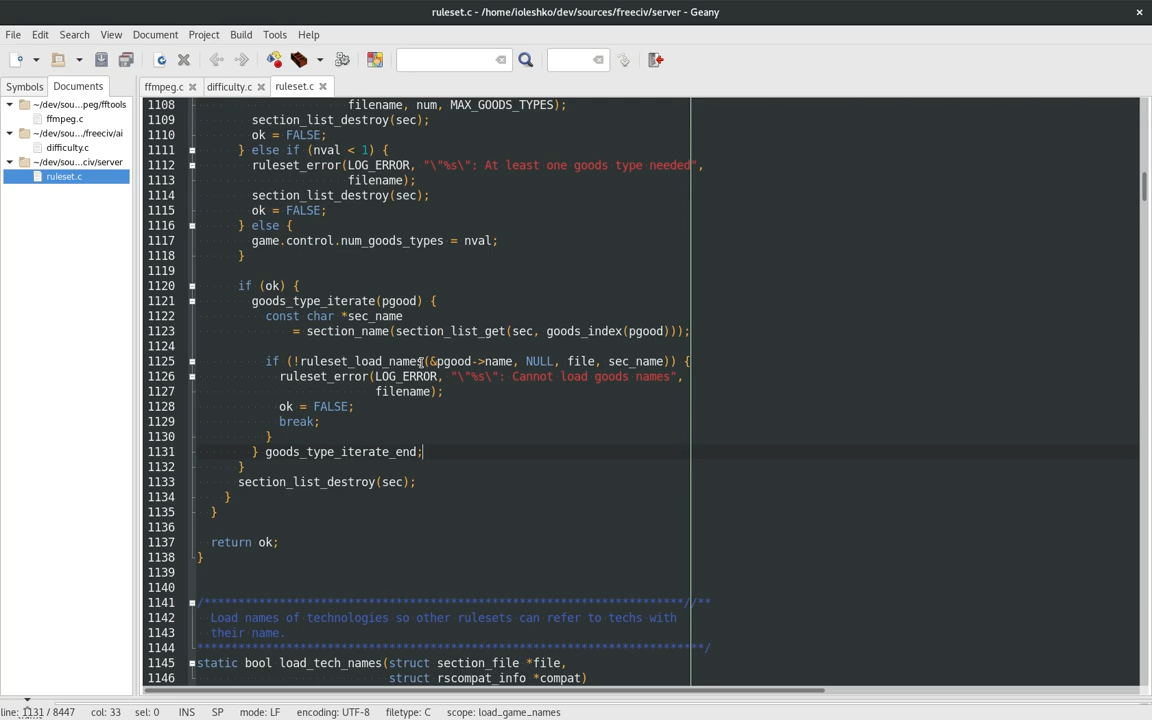 ruleset.c - /home/ioleshko/dev/sources/freeciv/server - Geany
File Edit Search View Document Project Build Tools Help
Symbols Documents ffmpeg.c difficulty.c ruleset.c
~/dev/sou...peg/fftools
ffmpeg.c
~/dev/sou.../freeciv/ai
difficulty.c
~/dev/sou...civ/server
ruleset.c
1108 filename, num, MAX_GOODS_TYPES);
1109 section_list_destroy(sec);
1110 ok = FALSE;
1111 } else if (nval < 1) {
1112 ruleset_error(LOG_ERROR, "\"%s\": At least one goods type needed",
1113 filename);
1114 section_list_destroy(sec);
1115 ok = FALSE;
1116 } else {
1117 game.control.num_goods_types = nval;
1118 }
1119
1120 if (ok) {
1121 goods_type_iterate(pgood) {
1122 const char *sec_name
1123 = section_name(section_list_get(sec, goods_index(pgood)));
1124
1125 if (!ruleset_load_names(&pgood->name, NULL, file, sec_name)) {
1126 ruleset_error(LOG_ERROR, "\"%s\": Cannot load goods names",
1127 filename);
1128 ok = FALSE;
1129 break;
1130 }
1131 } goods_type_iterate_end;
1132 }
1133 section_list_destroy(sec);
1134 }
1135 }
1136
1137 return ok;
1138 }
1139
1140
1141 /**********************************************************************//**
1142 Load names of technologies so other rulesets can refer to techs with
1143 their name.
1144 **************************************************************************/
1145 static bool load_tech_names(struct section_file *file,
1146 struct rscompat_info *compat)
line: 1131 / 8447 col: 33 sel: 0 INS SP mode: LF encoding: UTF-8 filetype: C scope: load_game_names